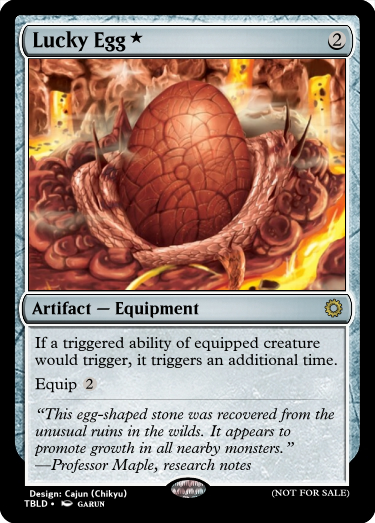 Lucky Egg★ 2
Artifact — Equipment
If a triggered ability of equipped creature
would trigger, it triggers an additional time.
Equip 2
“This egg-shaped stone was recovered from the
unusual ruins in the wilds. It appears to
promote growth in all nearby monsters.”
—Professor Maple, research notes
Design: Cajun (Chikyu)
TBLD • GARUN
(NOT FOR SALE)